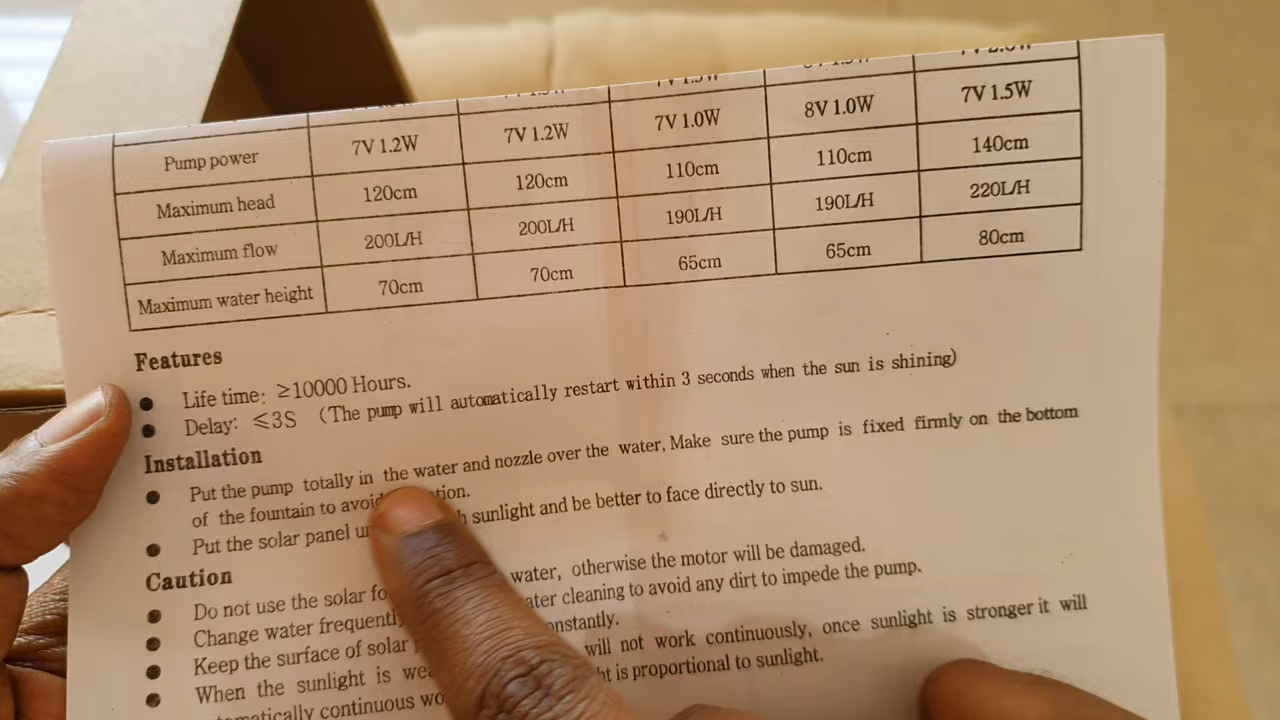 Pump power 7V 1.2W 7V 1.2W 7V 1.0W 8V 1.0W 7V 1.5W
Maximum head 120cm 120cm 110cm 110cm 140cm
Maximum flow 200L/H 200L/H 190L/H 190L/H 220L/H
Maximum water height 70cm 70cm 65cm 65cm 80cm
Features
● Life time: ≥10000 Hours.
● Delay: ≤3S (The pump will automatically restart within 3 seconds when the sun is shining)
Installation
● Put the pump totally in the water and nozzle over the water, Make sure the pump is fixed firmly on the bottom
of the fountain to avoid
● Put the solar panel sunlight and be better to face directly to sun.
Caution
● Do not use the solar water, otherwise the motor will be damaged.
● Change water frequently cleaning to avoid any dirt to impede the pump.
● Keep the surface of solar
● When the sunlight is will not work continuously, once sunlight is stronger it will
continuous is proportional to sunlight.